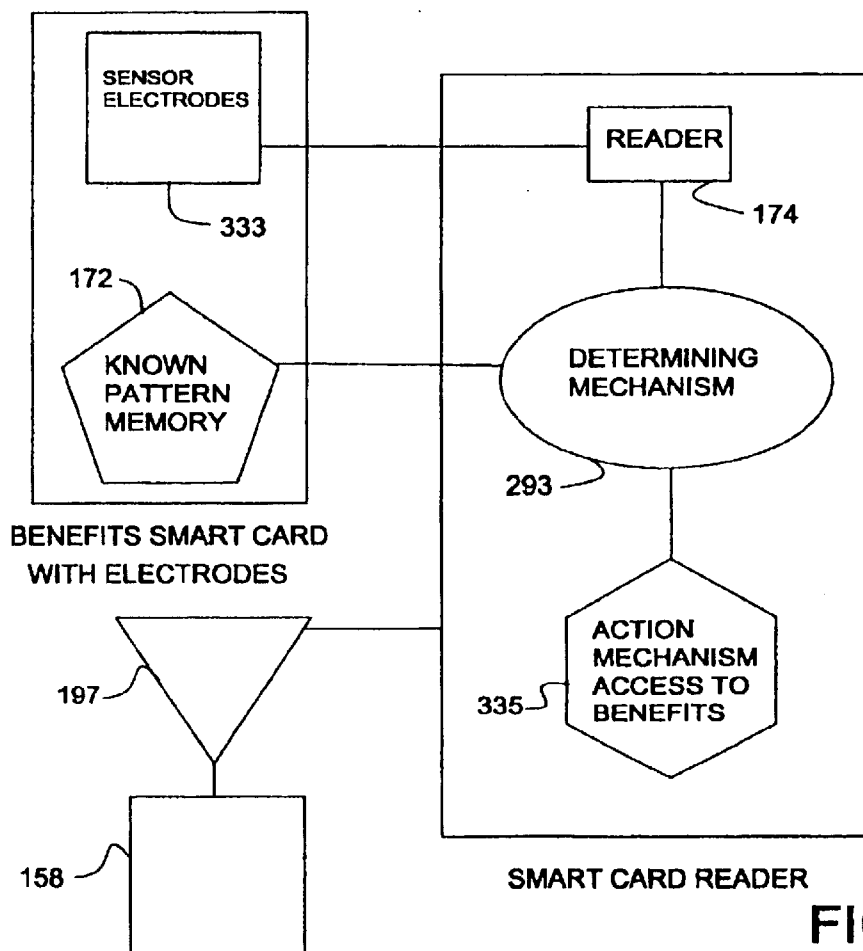 SENSOR
ELECTRODES
333
172
KNOWN
PATTERN
MEMORY
BENEFITS SMART CARD
WITH ELECTRODES
197
158
READER
174
DETERMINING
MECHANISM
293
ACTION
MECHANISM
ACCESS TO
BENEFITS
335
SMART CARD READER